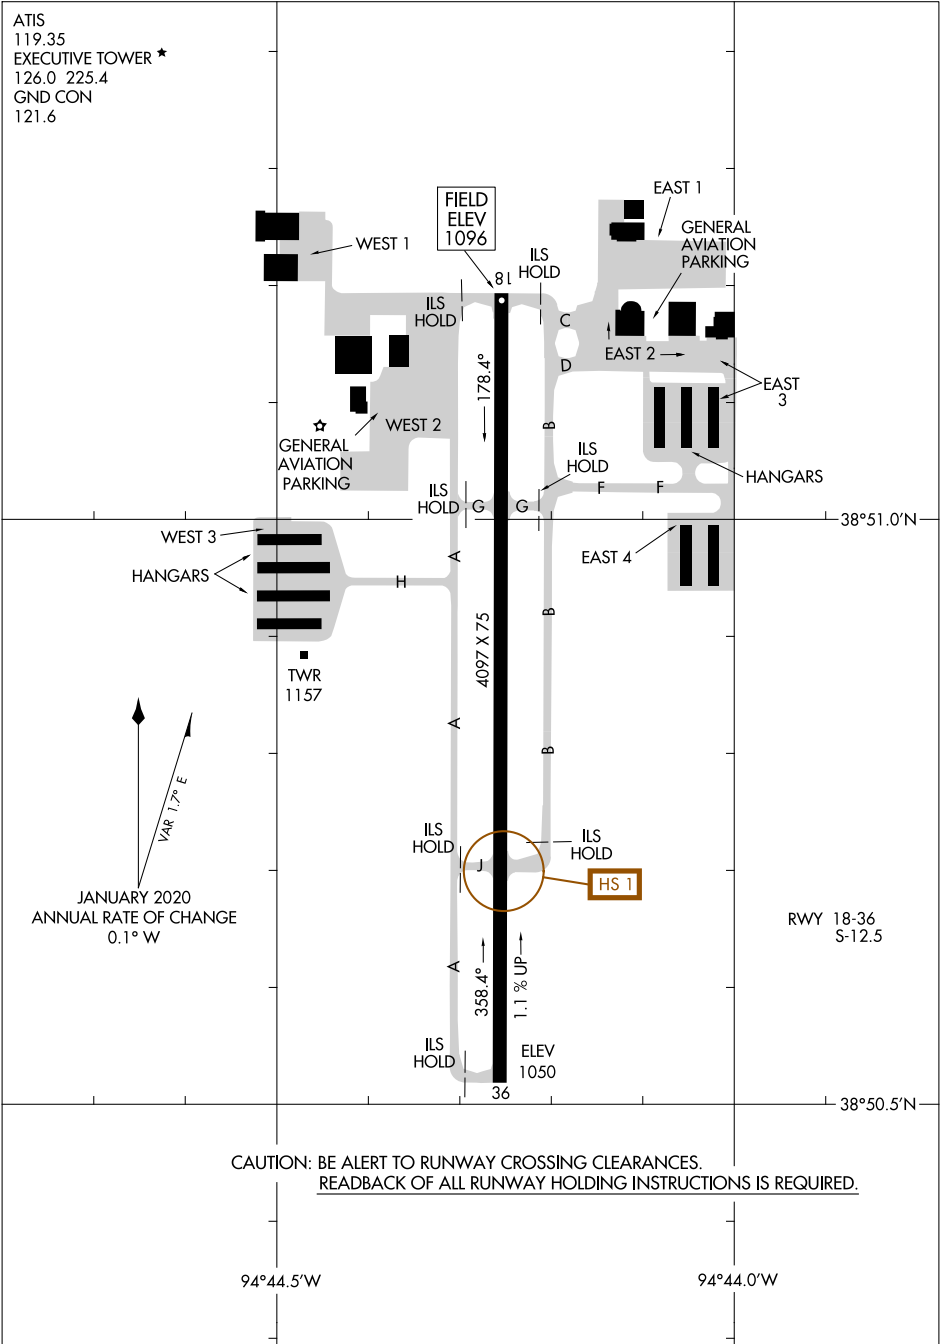 ATIS
119.35
EXECUTIVE TOWER
126.0 225.4
GND CON
121.6
FIELD
ELEV
1096
EAST 1
GENERAL
AVIATION
PARKING
WEST 1
ILS
HOLD
18
ILS
HOLD
C
EAST 2
D
178.4°
EAST
3
WEST 2
B
GENERAL
AVIATION
PARKING
ILS
HOLD
HANGARS
ILS
HOLD
G
G
F
F
38°51.0'N
WEST 3
HANGARS
A
EAST 4
H
B
4097 X 75
TWR
1157
A
B
VAR 1.7° E
ILS
HOLD
ILS
HOLD
J
HS 1
JANUARY 2020
ANNUAL RATE OF CHANGE
0.1° W
RWY 18-36
S-12.5
A
358.4°
1.1 % UP
ILS
HOLD
ELEV
1050
36
38°50.5'N
CAUTION: BE ALERT TO RUNWAY CROSSING CLEARANCES.
READBACK OF ALL RUNWAY HOLDING INSTRUCTIONS IS REQUIRED.
94°44.5'W
94°44.0'W